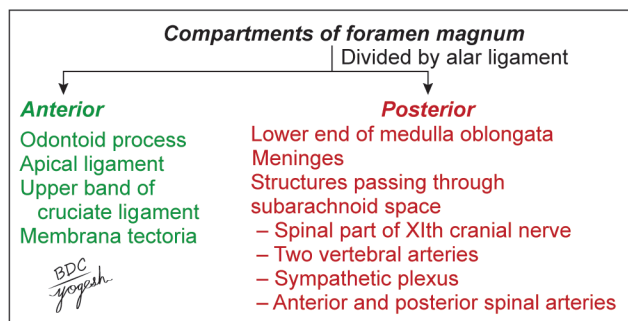 Compartments of foramen magnum
Divided by alar ligament
Anterior
Odontoid process
Apical ligament
Upper band of
cruciate ligament
Membrana tectoria
BDC
yogesh
Posterior
Lower end of medulla oblongata
Meninges
Structures passing through
subarachnoid space
– Spinal part of XIth cranial nerve
– Two vertebral arteries
– Sympathetic plexus
– Anterior and posterior spinal arteries